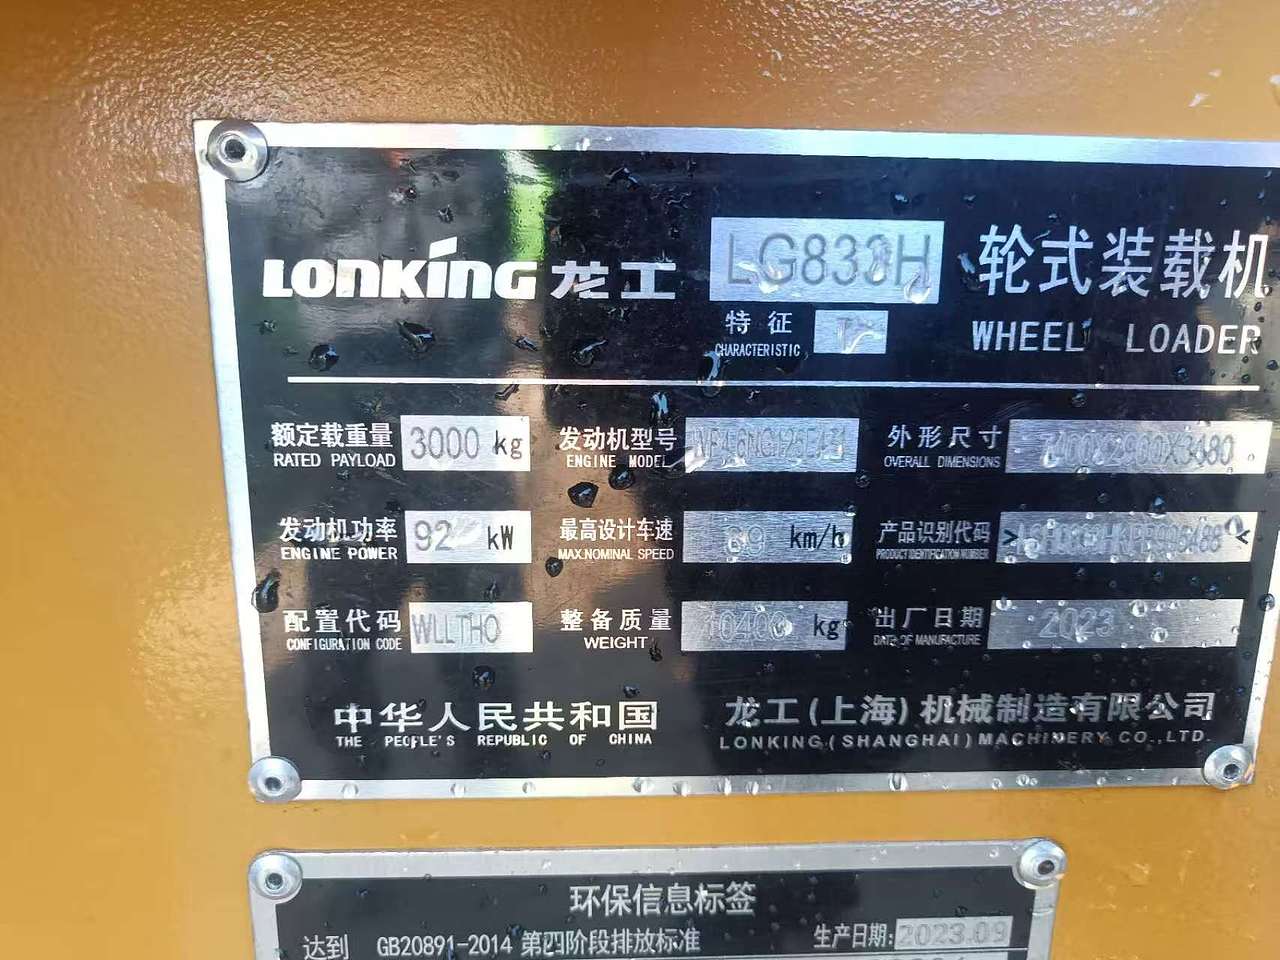 LONKING 龙工 LG833H 轮式装载机
特征 T
CHARACTERISTIC WHEEL LOADER
额定载重量 3000 kg 发动机型号 外形尺寸
RATED PAYLOAD ENGINE MODEL OVERALL DIMENSIONS
发动机功率 92 kW 最高设计车速 km/h 产品识别代码
ENGINE POWER MAX.NOMINAL SPEED PRODUCT IDENTIFICATION NUMBER
配置代码 WLLTHO 整备质量 10400 kg 出厂日期 2023
CONFIGURATION CODE WEIGHT DATE OF MANUFACTURE
中华人民共和国 龙工(上海)机械制造有限公司
THE PEOPLE'S REPUBLIC OF CHINA LONKING(SHANGHAI)MACHINERY CO.,LTD.
环保信息标签
达到 GB20891-2014 第四阶段排放标准 生产日期:2023.09